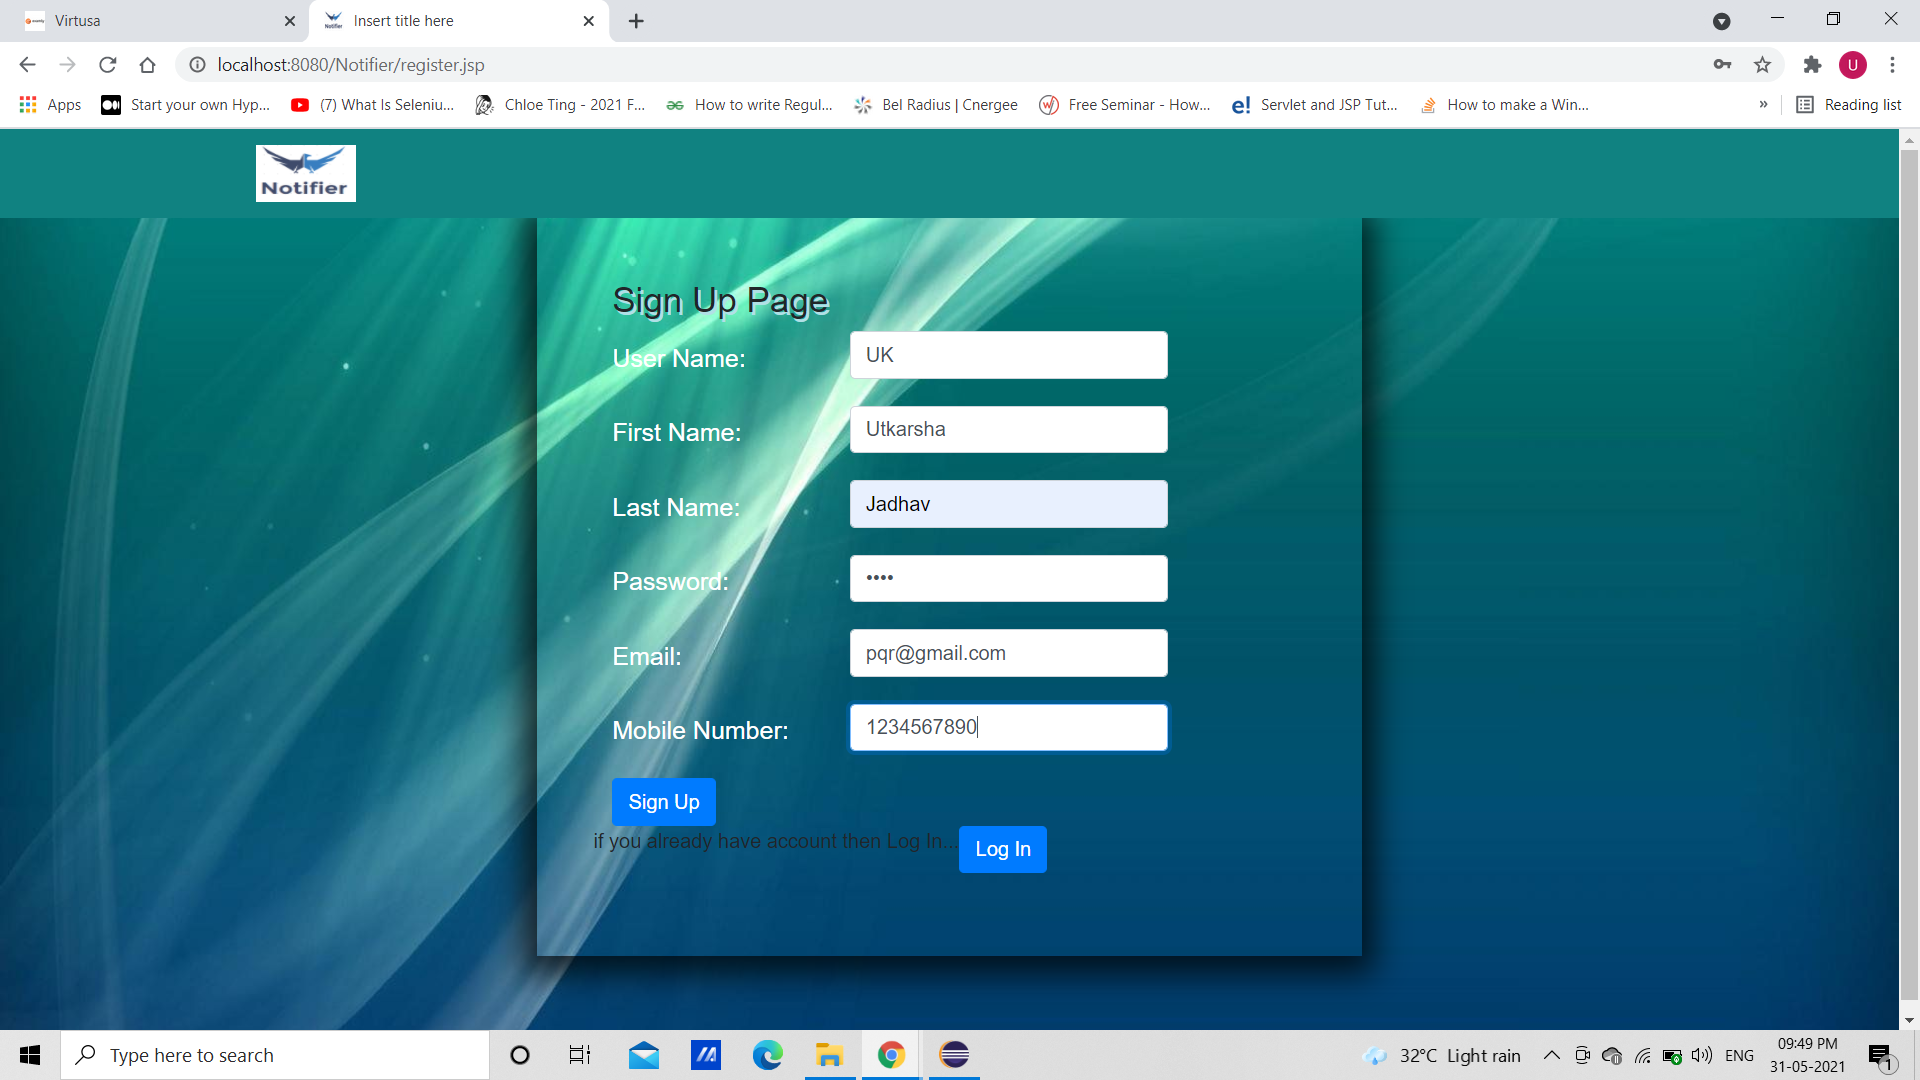 Virtusa
Insert title here
localhost:8080/Notifier/register.jsp
U
Apps
Start your own Hyp...
(7) What Is Seleniu...
Chloe Ting - 2021 F...
How to write Regul...
Bel Radius | Cnergee
Free Seminar - How...
e!
Servlet and JSP Tut...
How to make a Win...
»
Reading list
Notifier
Sign Up Page
User Name:
UK
First Name:
Utkarsha
Last Name:
Jadhav
Password:
••••
Email:
pqr@gmail.com
Mobile Number:
1234567890
Sign Up
if you already have account then Log In...
Log In
Type here to search
32°C Light rain
ENG
09:49 PM
31-05-2021
1